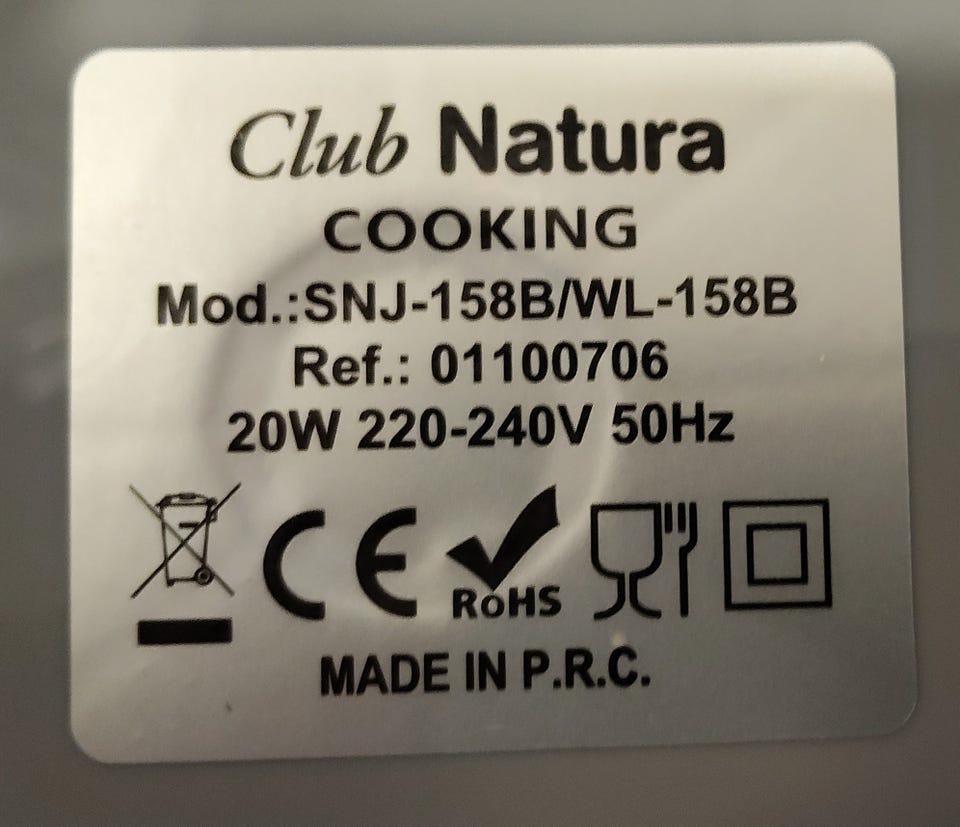 Club Natura
COOKING
Mod.:SNJ-158B/WL-158B
Ref.: 01100706
20W 220-240V 50Hz
CE RoHS
MADE IN P.R.C.